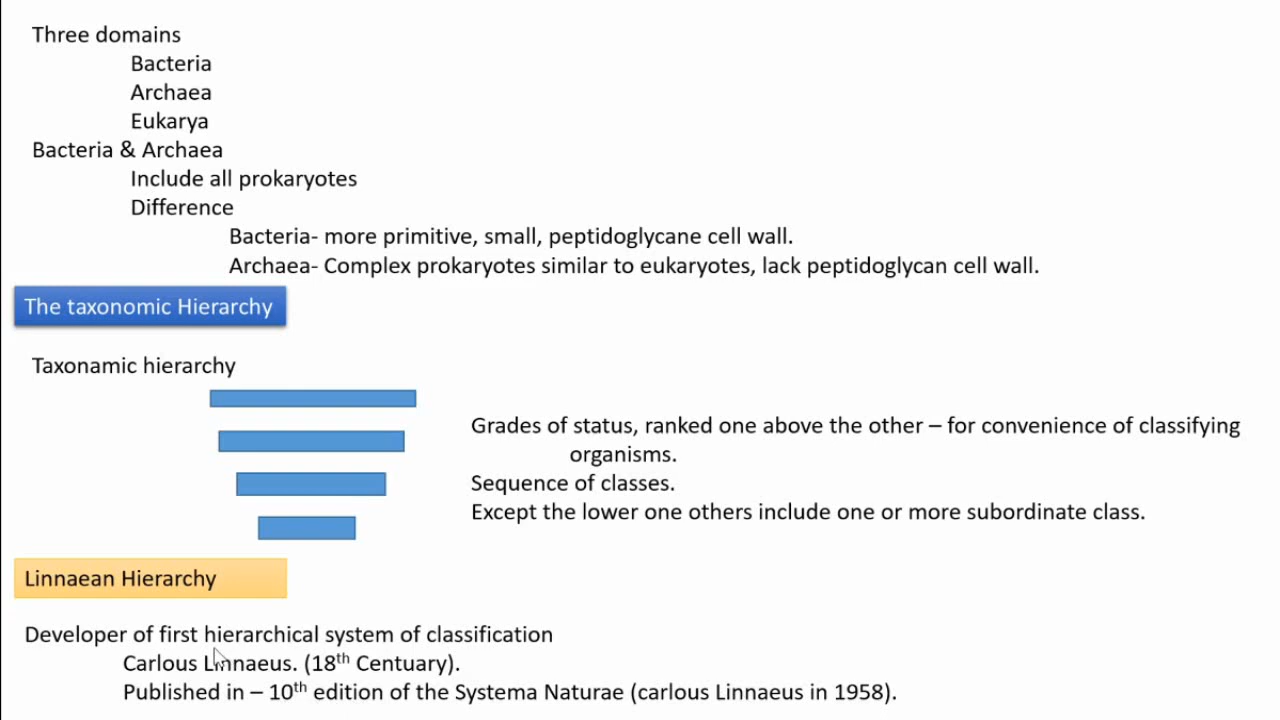 Three domains
Bacteria
Archaea
Eukarya
Bacteria & Archaea
Include all prokaryotes
Difference
Bacteria- more primitive, small, peptidoglycane cell wall.
Archaea- Complex prokaryotes similar to eukaryotes, lack peptidoglycan cell wall.
The taxonomic Hierarchy
Taxonamic hierarchy
Grades of status, ranked one above the other – for convenience of classifying
organisms.
Sequence of classes.
Except the lower one others include one or more subordinate class.
Linnaean Hierarchy
Developer of first hierarchical system of classification
Carlous Linnaeus. (18th Centuary).
Published in – 10th edition of the Systema Naturae (carlous Linnaeus in 1958).